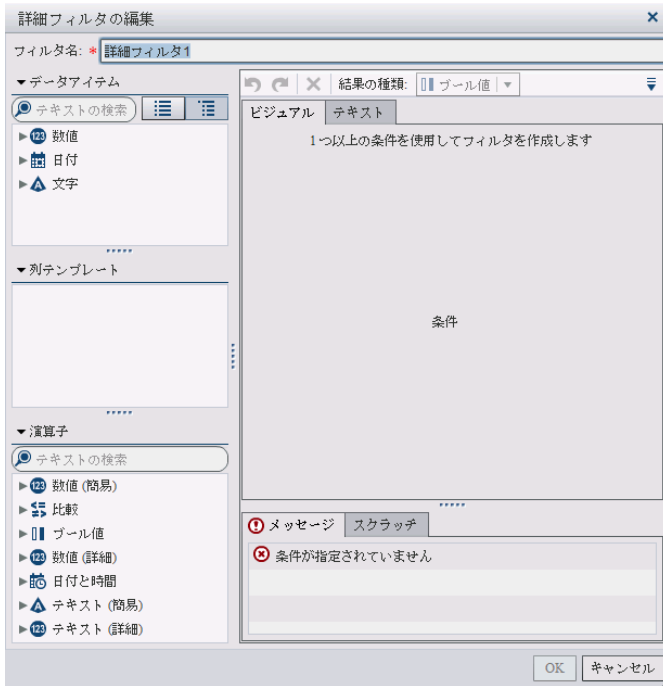 詳細フィルタの編集
フィルタ名: * 詳細フィルタ1
データアイテム
テキストの検索
数値
日付
文字
列テンプレート
演算子
テキストの検索
数値 (簡易)
比較
ブール値
数値 (詳細)
日付と時間
テキスト (簡易)
テキスト (詳細)
結果の種類: ブール値
ビジュアル テキスト
1つ以上の条件を使用してフィルタを作成します
条件
メッセージ スクラッチ
条件が指定されていません
OK キャンセル